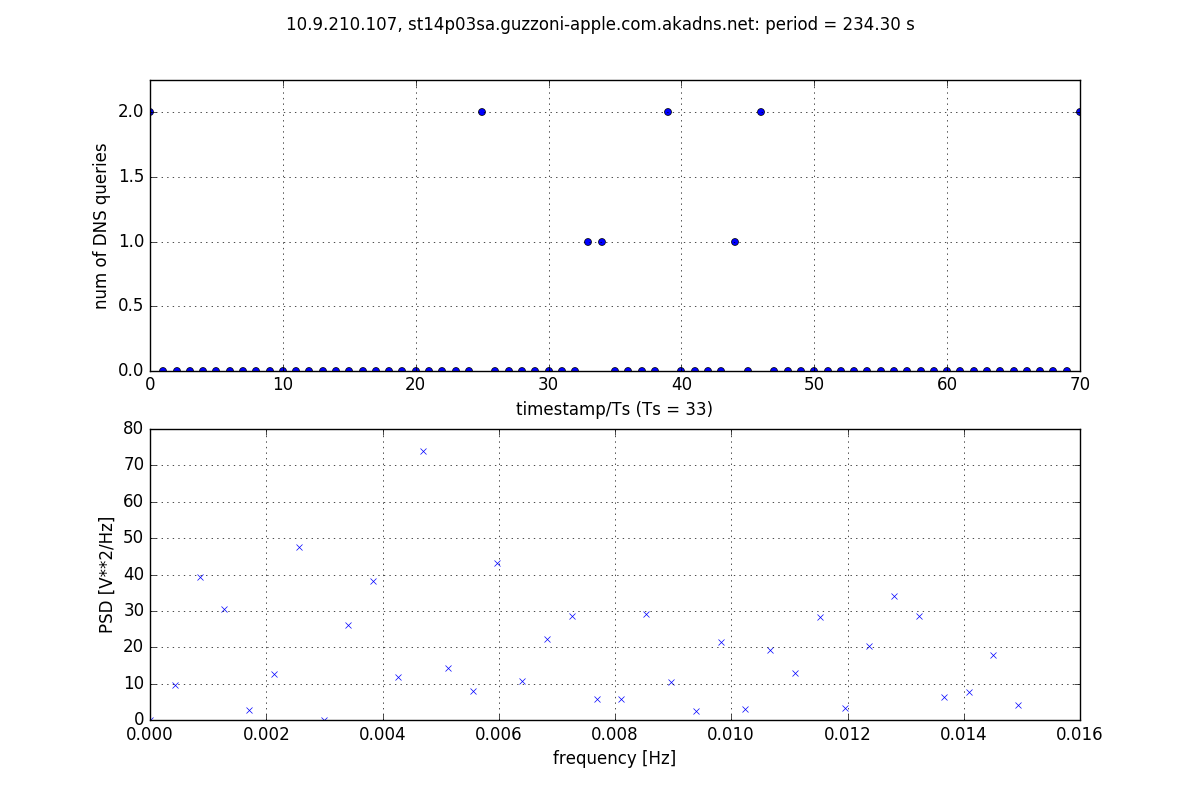 10.9.210.107, st14p03sa.guzzoni-apple.com.akadns.net: period = 234.30 s
2.0
1.5
1.0
0.5
0.0
num of DNS queries
0 10 20 30 40 50 60 70
timestamp/Ts (Ts = 33)
80
70
60
50
40
30
20
10
0
PSD [V**2/Hz]
0.000 0.002 0.004 0.006 0.008 0.010 0.012 0.014 0.016
frequency [Hz]